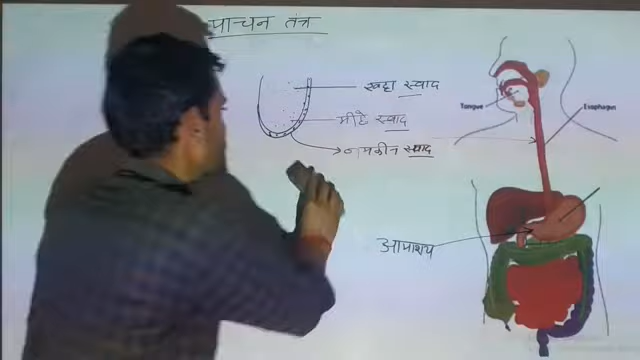 पाचन तंत्र
खट्टा स्वाद
मीठे स्वाद
नमकीन स्वाद
Tongue
Esophagus
आमाशय